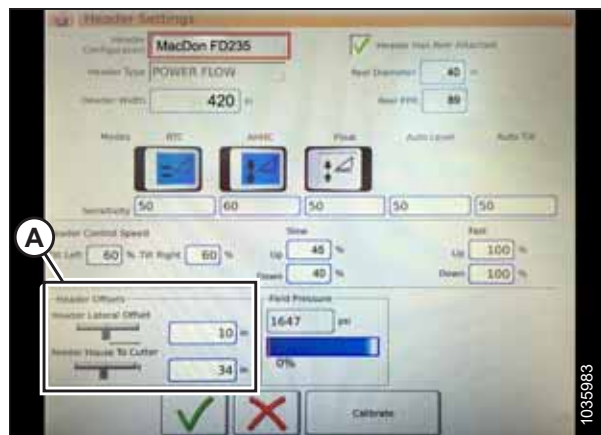 Header Settings
Header Configuration MacDon FD235
Header Has Reel Attached
Header Type POWER FLOW
Reel Diameter 40 in
Header Width 420 in
Reel PPR 89
Modes RTC AHHC Float Auto Level Auto Tilt
Sensitivity 50 60 50 50 50
Header Control Speed
Slow
Fast
Tilt Left 60 % Tilt Right 60 %
Up 45 %
Up 100 %
Down 40 %
Down 100 %
A
Header Offsets
Header Lateral Offset
10 in
Feeder House To Cutter
34 in
Field Pressure
1647 psi
0%
Calibrate
1035983